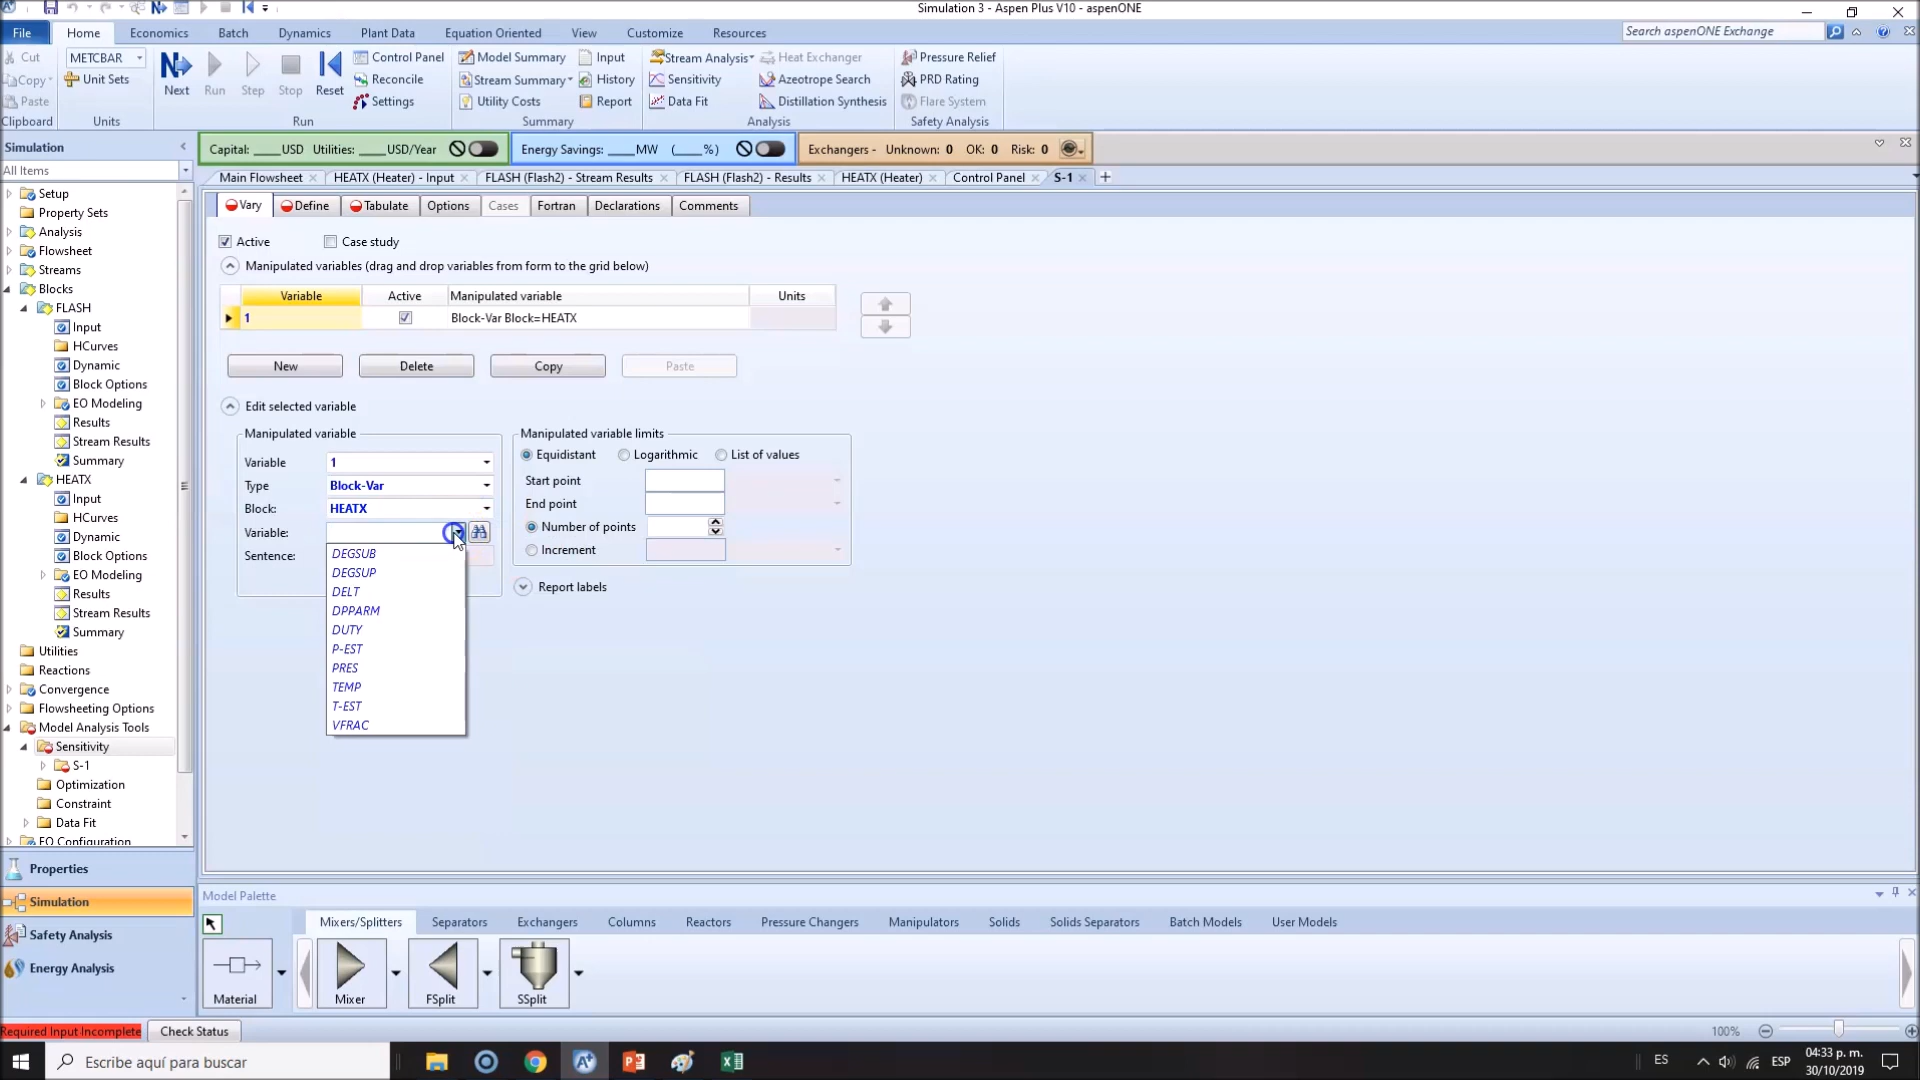 Simulation 3 - Aspen Plus V10 - aspenONE
File Home Economics Batch Dynamics Plant Data Equation Oriented View Customize Resources Search aspenONE Exchange
Cut METCBAR Control Panel Model Summary Input Stream Analysis Heat Exchanger Pressure Relief
Copy Unit Sets Next Run Step Stop Reset Reconcile Stream Summary History Sensitivity Azeotrope Search PRD Rating
Paste Settings Utility Costs Report Data Fit Distillation Synthesis Flare System
Clipboard Units Run Summary Analysis Safety Analysis
Simulation Capital: ____USD Utilities: ____USD/Year Energy Savings: ____MW (____%) Exchangers - Unknown: 0 OK: 0 Risk: 0
All Items
Main Flowsheet HEATX (Heater) - Input FLASH (Flash2) - Stream Results FLASH (Flash2) - Results HEATX (Heater) Control Panel S-1 +
Vary Define Tabulate Options Cases Fortran Declarations Comments
Setup
Property Sets
Analysis
Flowsheet
Streams
Blocks
FLASH
Input
HCurves
Dynamic
Block Options
EO Modeling
Results
Stream Results
Summary
HEATX
Input
HCurves
Dynamic
Block Options
EO Modeling
Results
Stream Results
Summary
Utilities
Reactions
Convergence
Flowsheeting Options
Model Analysis Tools
Sensitivity
S-1
Optimization
Constraint
Data Fit
EO Configuration
Properties
Simulation
Safety Analysis
Energy Analysis
Active Case study
Manipulated variables (drag and drop variables from form to the grid below)
Variable Active Manipulated variable Units
1 Block-Var Block=HEATX
New Delete Copy Paste
Edit selected variable
Manipulated variable
Variable 1
Type Block-Var
Block: HEATX
Variable:
Sentence:
DEGSUB
DEGSUP
DELT
DPPARM
DUTY
P-EST
PRES
TEMP
T-EST
VFRAC
Manipulated variable limits
Equidistant Logarithmic List of values
Start point
End point
Number of points
Increment
Report labels
Model Palette
Mixers/Splitters Separators Exchangers Columns Reactors Pressure Changers Manipulators Solids Solids Separators Batch Models User Models
Material Mixer FSplit SSplit
Required Input Incomplete Check Status 100%
Escribe aquí para buscar ES ESP 04:33 p. m.
30/10/2019